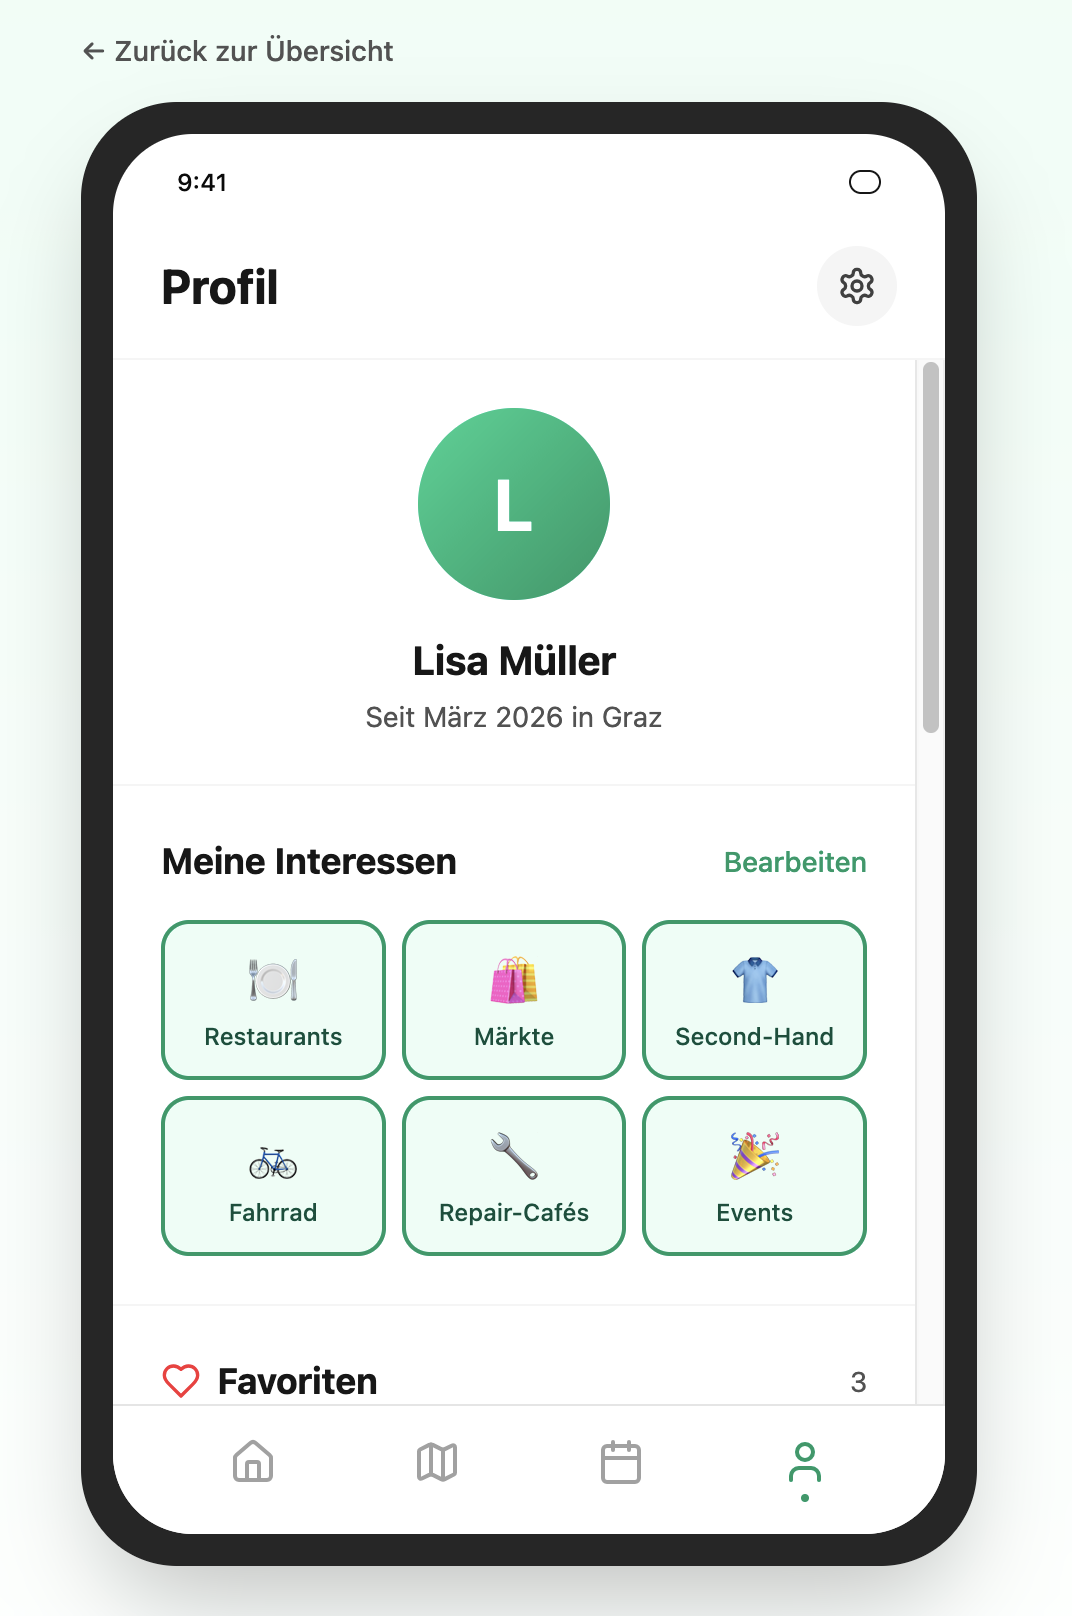 ← Zurück zur Übersicht
9:41
Profil
L
Lisa Müller
Seit März 2026 in Graz
Meine Interessen
Bearbeiten
Restaurants
Märkte
Second-Hand
Fahrrad
Repair-Cafés
Events
Favoriten
3